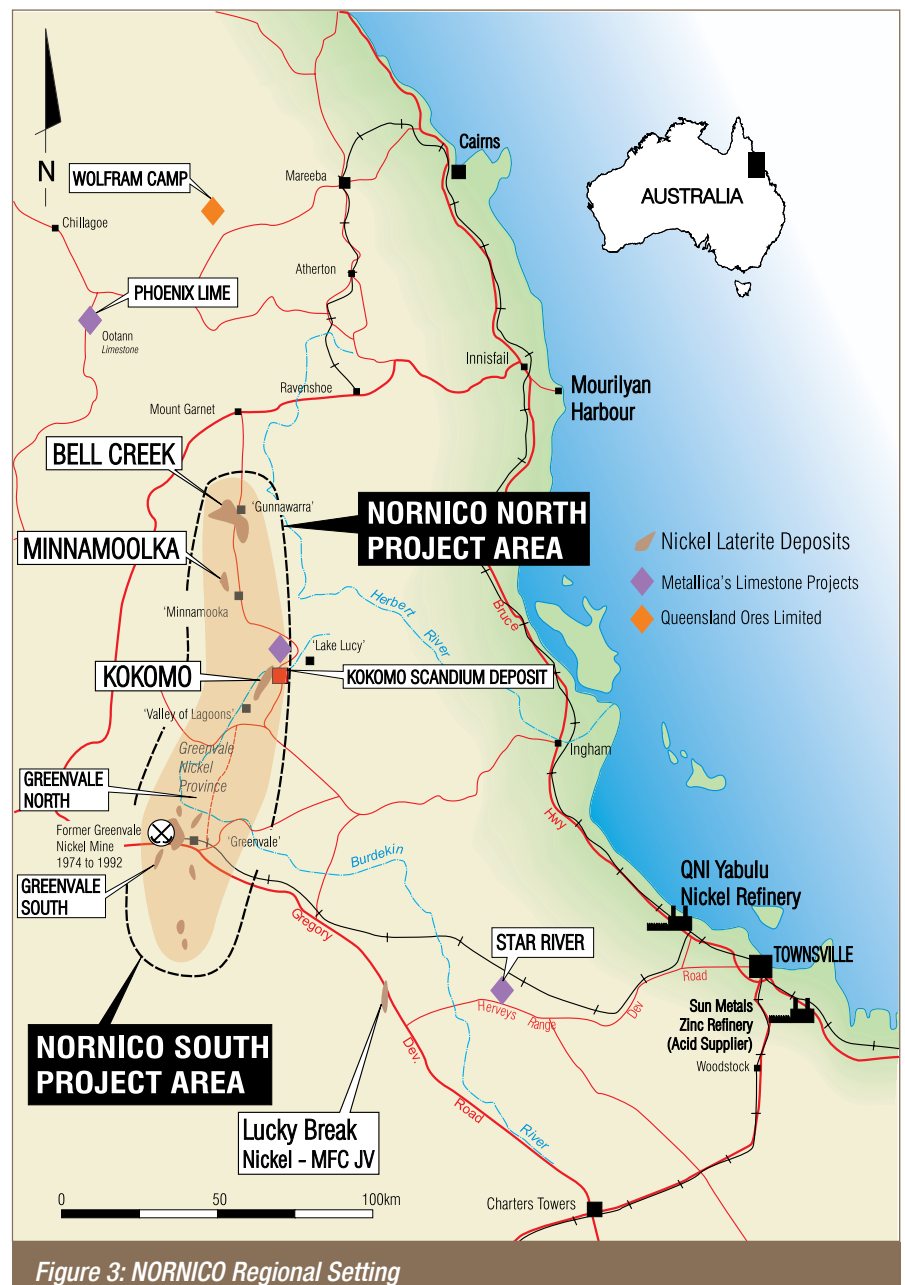 N
WOLFRAM CAMP
Chillagoe
PHOENIX LIME
Ootann
Limestone
Mareeba
Atherton
Ravenshoe
Mount Garnet
Cairns
AUSTRALIA
Innisfail
Mourilyan
Harbour
BELL CREEK
'Gunnawarra'
NORNICO NORTH
PROJECT AREA
MINNAMOOLKA
'Minnamooka'
Nickel Laterite Deposits
Metallica's Limestone Projects
Queensland Ores Limited
Herbert
River
Bruce
Hwy
'Lake Lucy'
KOKOMO
KOKOMO SCANDIUM DEPOSIT
'Valley of Lagoons'
Greenvale
Nickel
Province
Ingham
GREENVALE
NORTH
Former Greenvale
Nickel Mine
1974 to 1992
'Greenvale'
GREENVALE
SOUTH
Burdekin
River
Gregory
Dev.
Road
QNI Yabulu
Nickel Refinery
STAR RIVER
Herveys
Range
Dev
Road
TOWNSVILLE
Sun Metals
Zinc Refinery
(Acid Supplier)
Woodstock
NORNICO SOUTH
PROJECT AREA
Lucky Break
Nickel - MFC JV
Charters Towers
0 50 100km
Figure 3: NORNICO Regional Setting